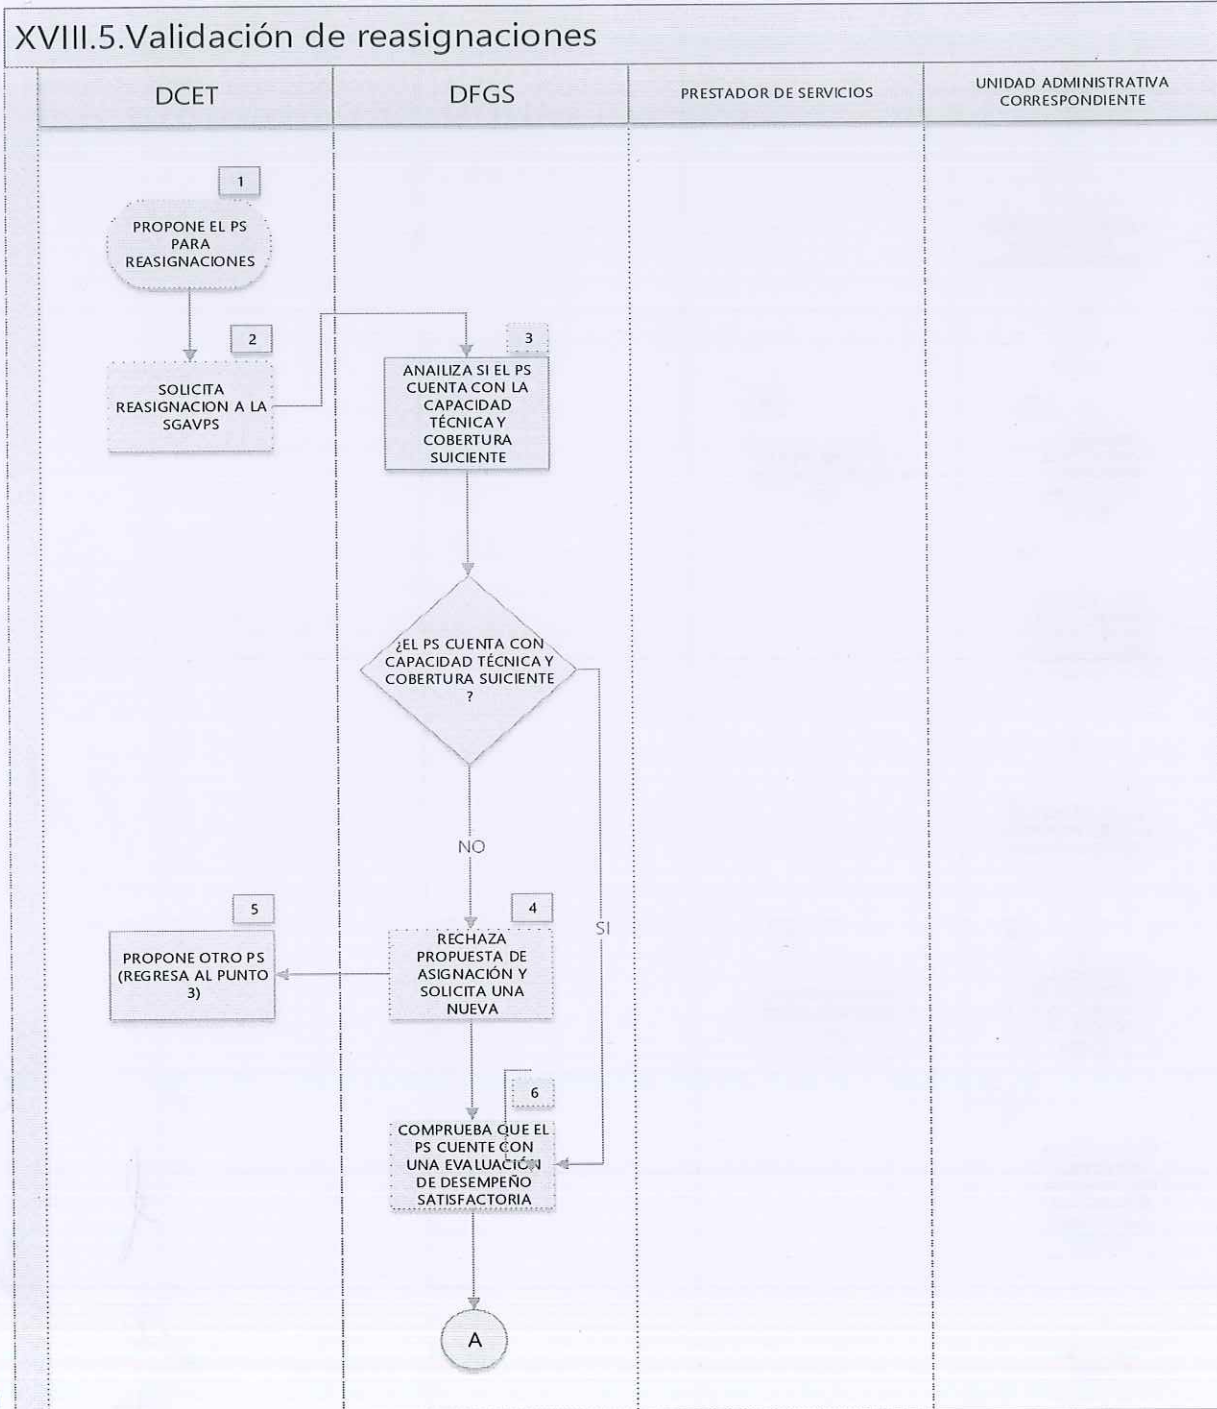 XVIII.5.Validación de reasignaciones
DCET
DFGS
PRESTADOR DE SERVICIOS
UNIDAD ADMINISTRATIVA
CORRESPONDIENTE
1
PROPONE EL PS
PARA
REASIGNACIONES
2
SOLICITA
REASIGNACION A LA
SGAVPS
3
ANAILIZA SI EL PS
CUENTA CON LA
CAPACIDAD
TÉCNICA Y
COBERTURA
SUICIENTE
¿EL PS CUENTA CON
CAPACIDAD TÉCNICA Y
COBERTURA SUICIENTE
?
NO
SI
5
PROPONE OTRO PS
(REGRESA AL PUNTO
3)
4
RECHAZA
PROPUESTA DE
ASIGNACIÓN Y
SOLICITA UNA
NUEVA
6
COMPRUEBA QUE EL
PS CUENTE CON
UNA EVALUACIÓN
DE DESEMPEÑO
SATISFACTORIA
A